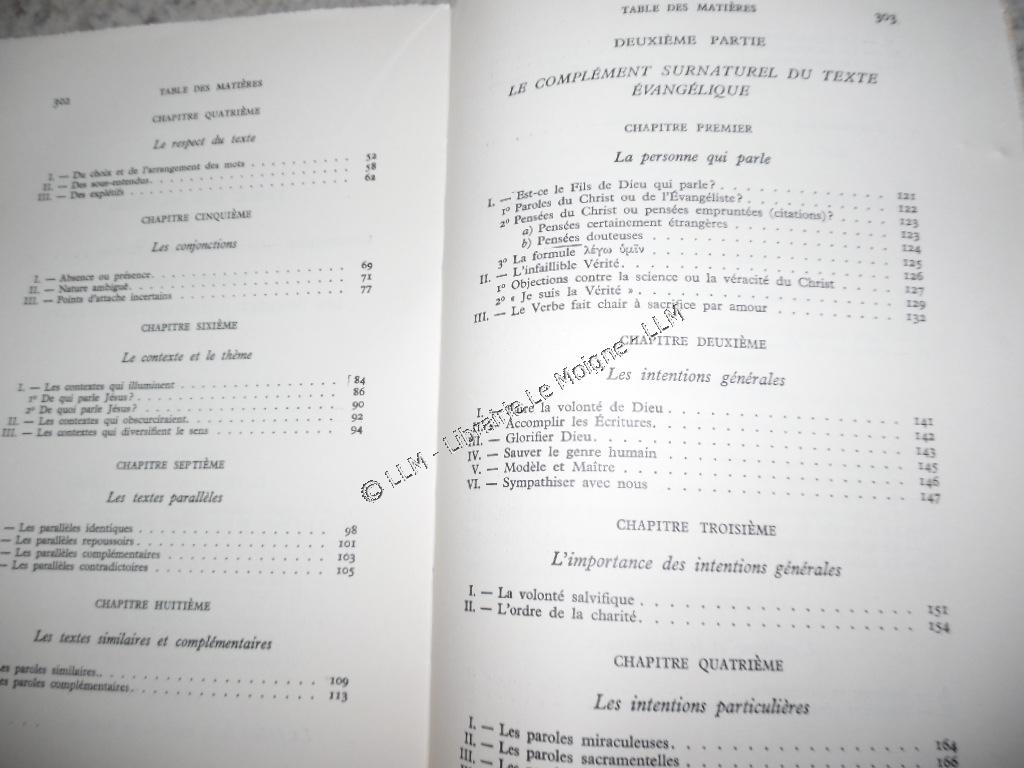 302
TABLE DES MATIÈRES
CHAPITRE QUATRIÈME
Le respect du texte
I. — Du choix et de l'arrangement des mots . . . . . . . . . 52
II. — Des sous-entendus. . . . . . . . . . . . . . . . 58
III. — Des explétifs . . . . . . . . . . . . . . . . . 62
CHAPITRE CINQUIÈME
Les conjonctions
I. — Absence ou présence. . . . . . . . . . . . . . . 69
II. — Nature ambiguë. . . . . . . . . . . . . . . . 71
III. — Points d'attache incertains . . . . . . . . . . . . 77
CHAPITRE SIXIÈME
Le contexte et le thème
I. — Les contextes qui illuminent . . . . . . . . . . . . 84
1º De qui parle Jésus ? . . . . . . . . . . . . . . 86
2º De quoi parle Jésus ? . . . . . . . . . . . . . . 90
II. — Les contextes qui obscurciraient. . . . . . . . . . . 92
III. — Les contextes qui diversifient le sens . . . . . . . . . 94
CHAPITRE SEPTIÈME
Les textes parallèles
— Les parallèles identiques . . . . . . . . . . . . . . 98
— Les parallèles repoussoirs . . . . . . . . . . . . . 101
— Les parallèles complémentaires . . . . . . . . . . . 103
— Les parallèles contradictoires . . . . . . . . . . . . 105
CHAPITRE HUITIÈME
Les textes similaires et complémentaires
es paroles similaires. . . . . . . . . . . . . . . . 109
es paroles complémentaires. . . . . . . . . . . . . . 113
TABLE DES MATIÈRES
303
DEUXIÈME PARTIE
LE COMPLÉMENT SURNATUREL DU TEXTE
ÉVANGÉLIQUE
CHAPITRE PREMIER
La personne qui parle
I. — Est-ce le Fils de Dieu qui parle ? . . . . . . . . . . 121
1º Paroles du Christ ou de l'Évangéliste ? . . . . . . . . 122
2º Pensées du Christ ou pensées empruntées (citations) ? . . . . 123
a) Pensées certainement étrangères . . . . . . . . . 123
b) Pensées douteuses . . . . . . . . . . . . . . 124
3º La formule λέγω ὑμῖν . . . . . . . . . . . . . 125
II. — L'infaillible Vérité. . . . . . . . . . . . . . . 126
1º Objections contre la science ou la véracité du Christ . . . . 127
2º « Je suis la Vérité » . . . . . . . . . . . . . . 129
III. — Le Verbe fait chair à sacrifice par amour . . . . . . . . 132
CHAPITRE DEUXIÈME
Les intentions générales
I. — Faire la volonté de Dieu . . . . . . . . . . . . . 141
II. — Accomplir les Écritures. . . . . . . . . . . . . 142
III. — Glorifier Dieu. . . . . . . . . . . . . . . . 143
IV. — Sauver le genre humain . . . . . . . . . . . . . 145
V. — Modèle et Maître . . . . . . . . . . . . . . . 146
VI. — Sympathiser avec nous . . . . . . . . . . . . . 147
CHAPITRE TROISIÈME
L'importance des intentions générales
I. — La volonté salvifique . . . . . . . . . . . . . . 151
II. — L'ordre de la charité. . . . . . . . . . . . . . 154
CHAPITRE QUATRIÈME
Les intentions particulières
I. — Les paroles miraculeuses. . . . . . . . . . . . . 164
II. — Les paroles sacramentelles . . . . . . . . . . . . 166
III. — Les paroles
© LLM - Librairie Le Moigne - LLM